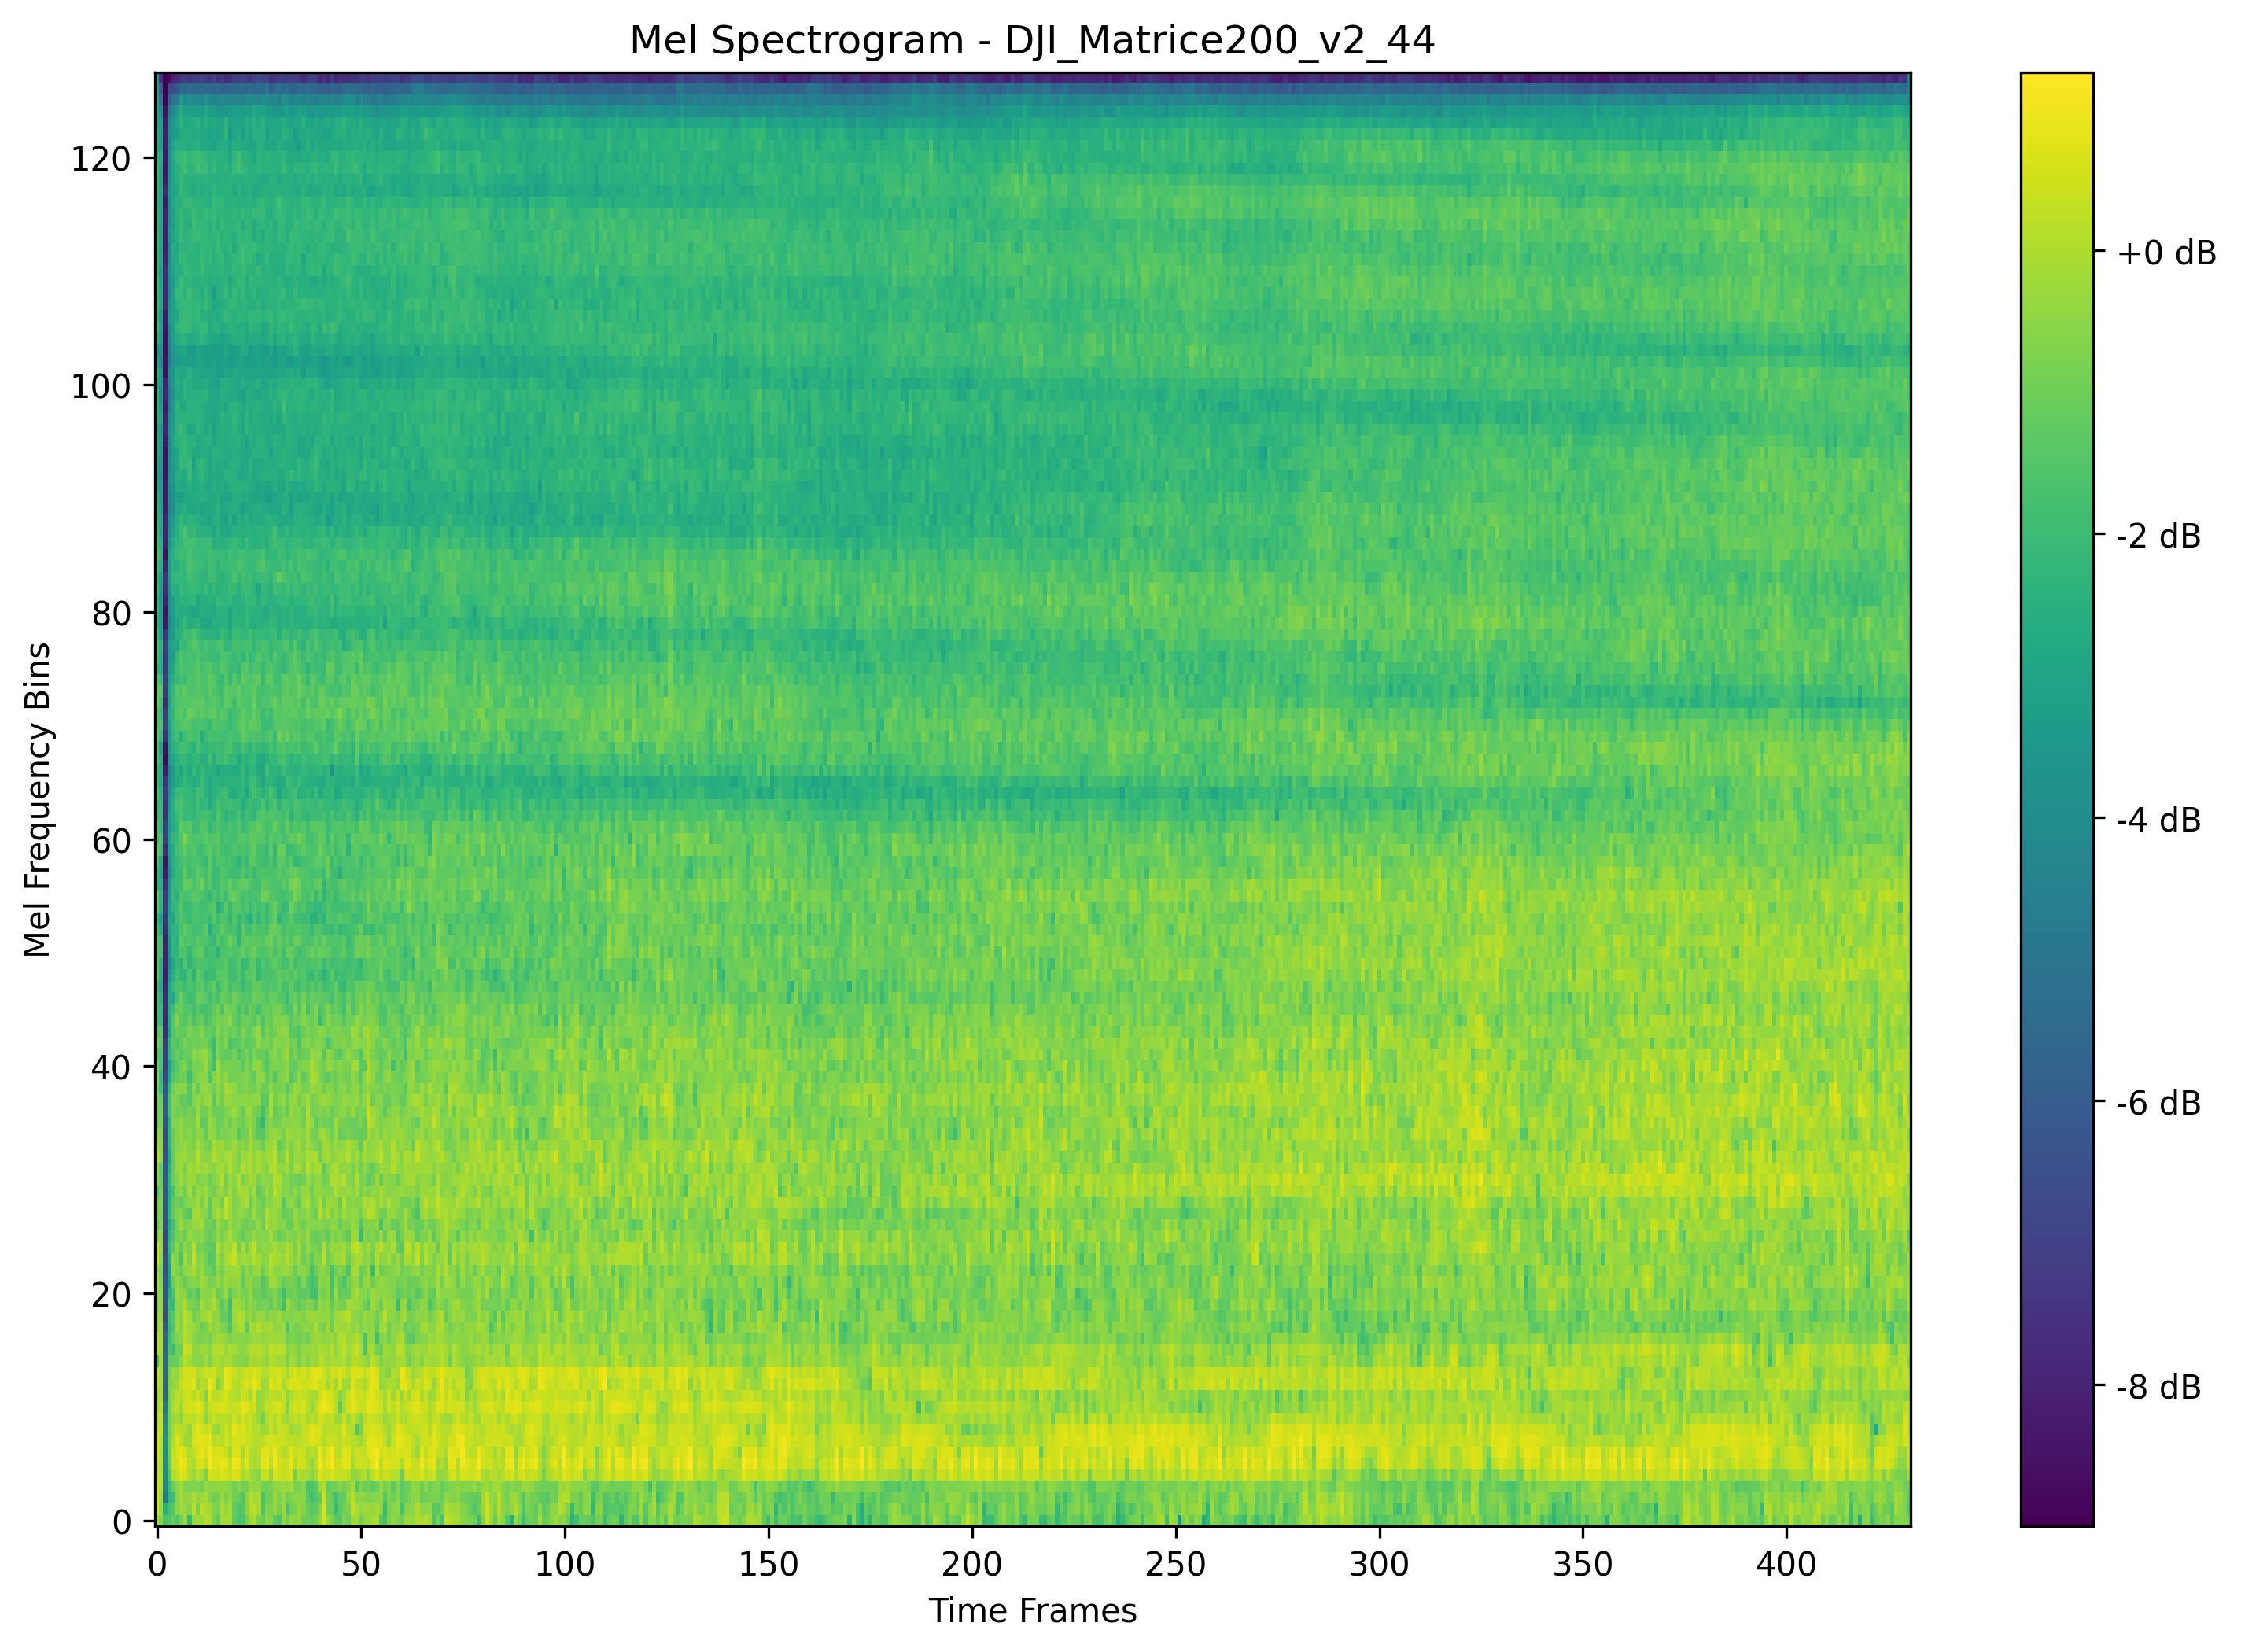 Mel Spectrogram - DJI_Matrice200_v2_44
120
100
80
60
40
20
0
Mel Frequency Bins
0 50 100 150 200 250 300 350 400
Time Frames
+0 dB
-2 dB
-4 dB
-6 dB
-8 dB